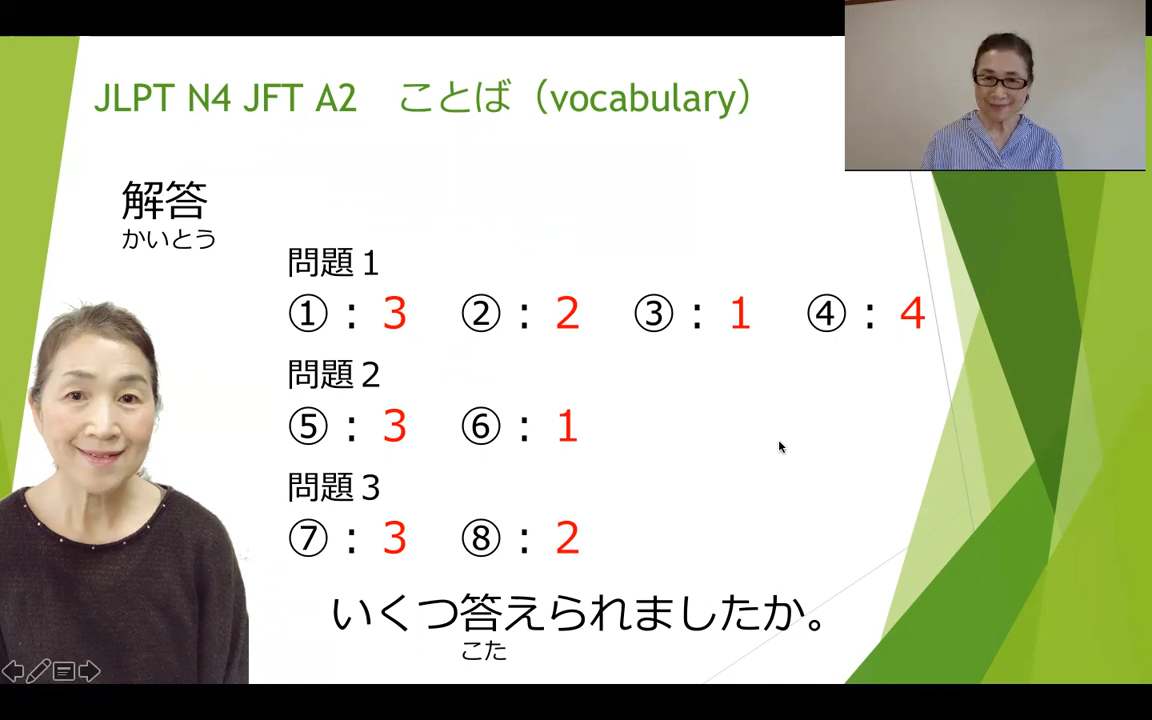 JLPT N4 JFT A2　ことば（vocabulary）
解答
かいとう
問題１
①：3　②：2　③：1　④：4
問題２
⑤：3　⑥：1
問題３
⑦：3　⑧：2
いくつ答えられましたか。
こた